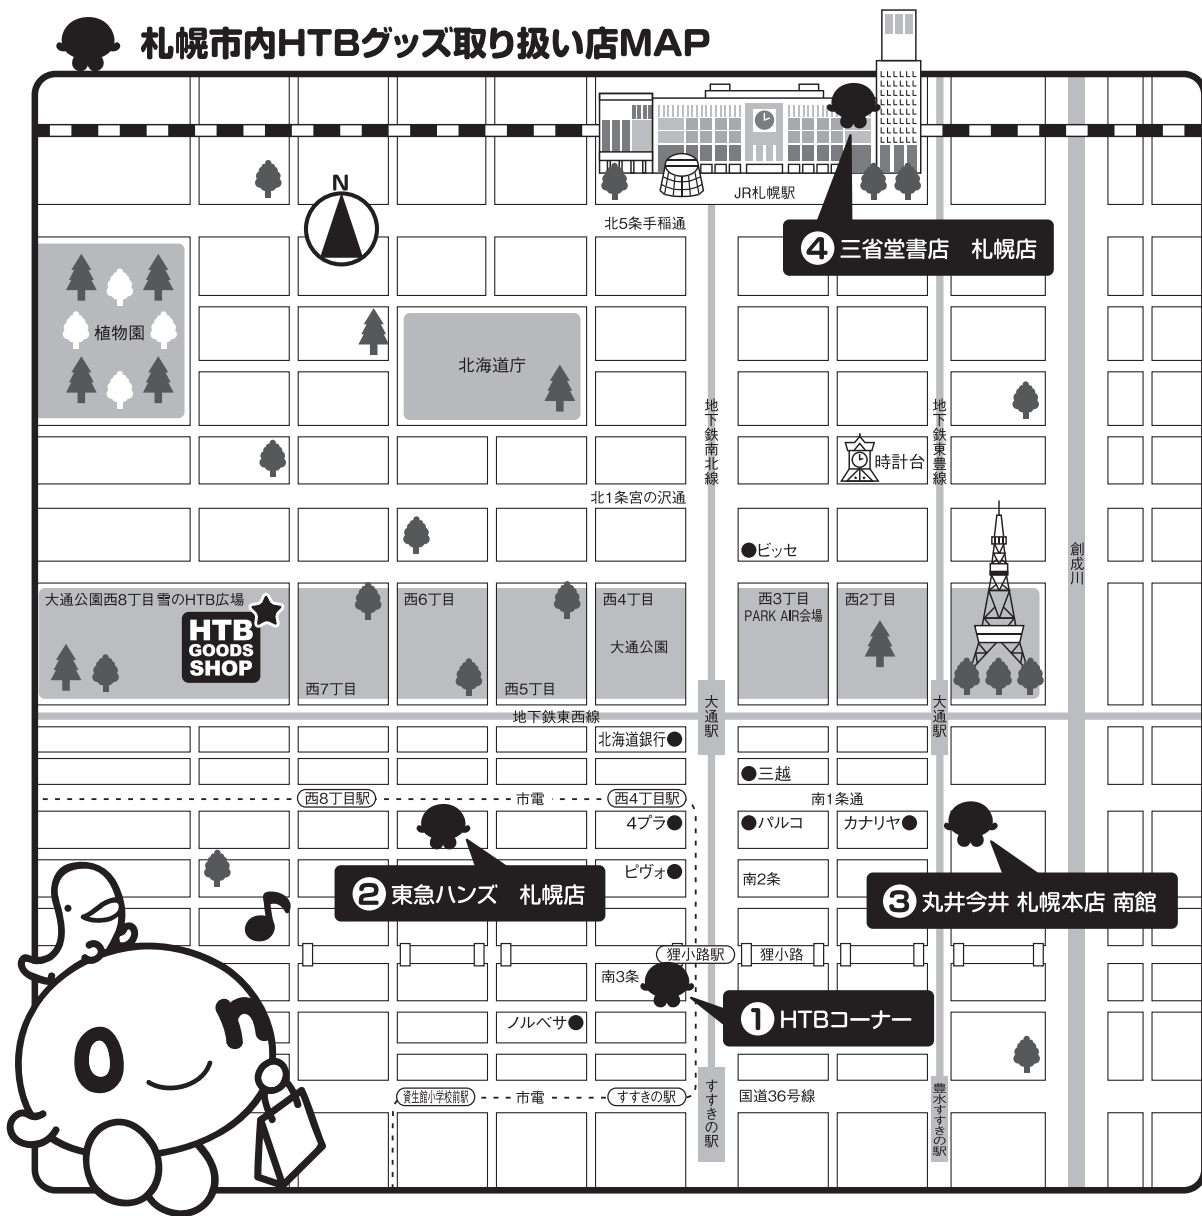 札幌市内HTBグッズ取り扱い店MAP
N
JR札幌駅
北5条手稲通
④三省堂書店 札幌店
植物園
北海道庁
地下鉄南北線
地下鉄東豊線
時計台
北1条宮の沢通
●ビッセ
創成川
大通公園西8丁目雪のHTB広場
HTB
GOODS
SHOP
西7丁目
西6丁目
西5丁目
西4丁目
大通公園
西3丁目
PARK AIR会場
西2丁目
大通駅
大通駅
地下鉄東西線
北海道銀行●
●三越
西8丁目駅
市電
西4丁目駅
南1条通
4プラ●
●パルコ
カナリヤ●
ピヴォ●
南2条
②東急ハンズ 札幌店
③丸井今井 札幌本店 南館
狸小路駅
狸小路
南3条
①HTBコーナー
ノルベサ●
資生館小学校前駅
市電
すすきの駅
すすきの駅
国道36号線
豊水すすきの駅
on